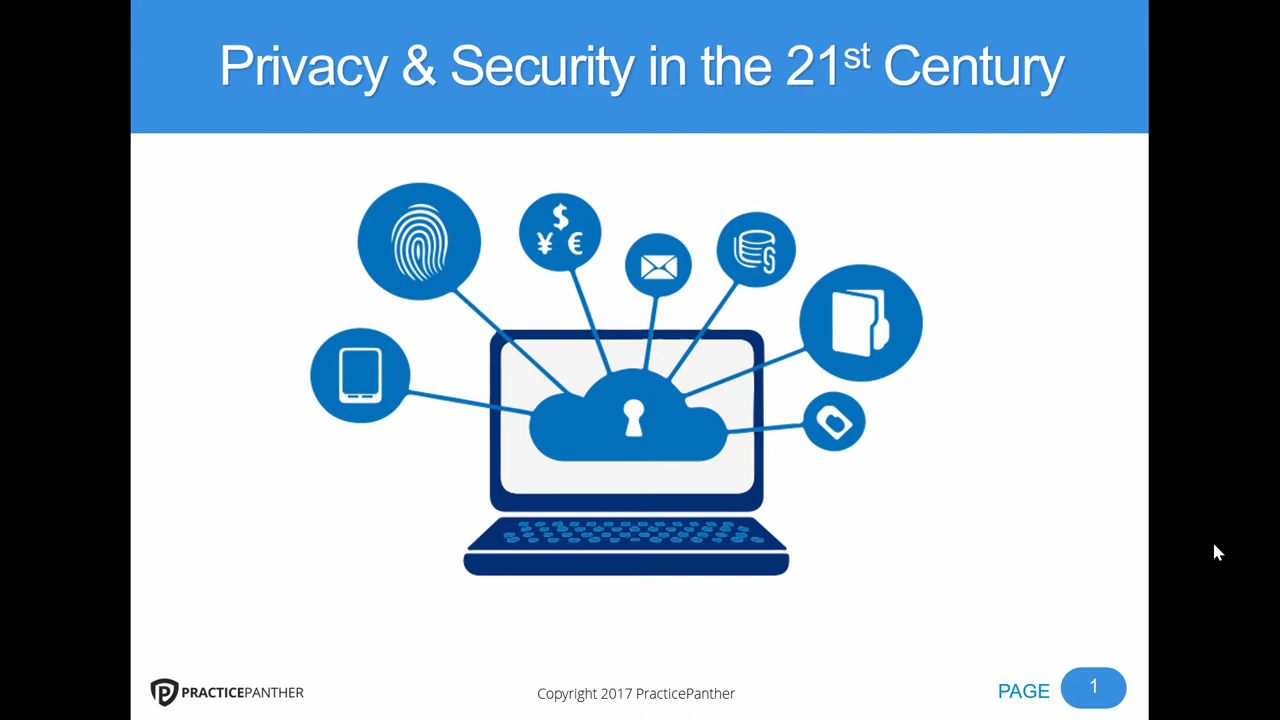 Privacy & Security in the 21st Century
$
¥ €
PRACTICEPANTHER
Copyright 2017 PracticePanther
PAGE 1